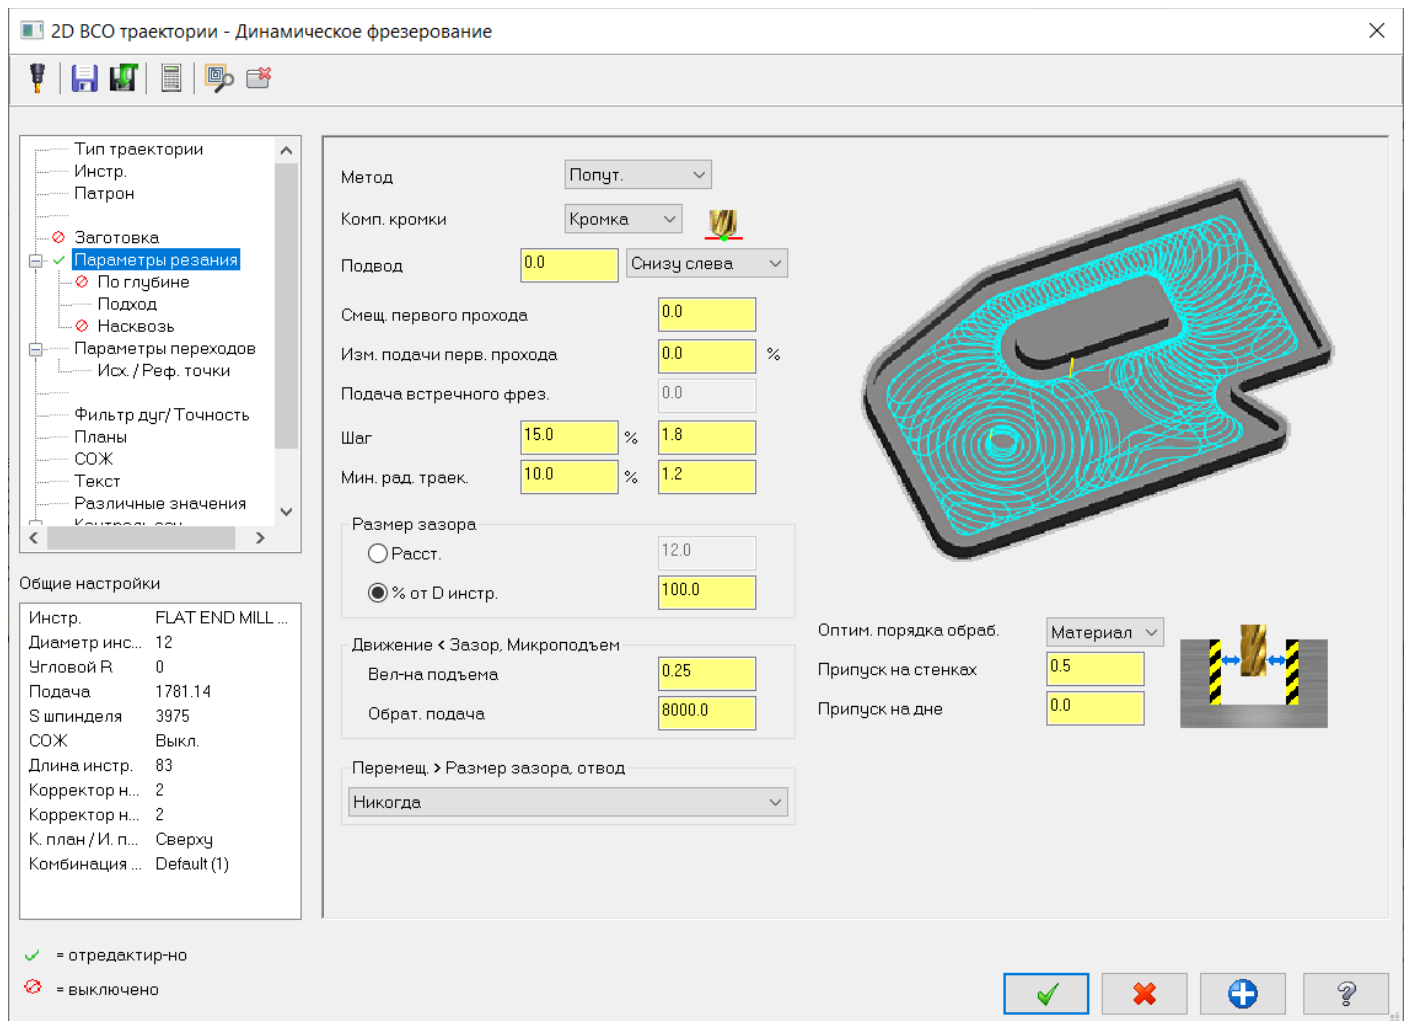 2D ВСО траектории - Динамическое фрезерование
Тип траектории
Инстр.
Патрон
Заготовка
Параметры резания
По глубине
Подход
Насквозь
Параметры переходов
Исх. / Реф. точки
Фильтр дуг/ Точность
Планы
СОЖ
Текст
Различные значения
Общие настройки
Инстр. FLAT END MILL ...
Диаметр инс... 12
Угловой R 0
Подача 1781.14
S шпинделя 3975
СОЖ Выкл.
Длина инстр. 83
Корректор н... 2
Корректор н... 2
К. план / И. п... Сверху
Комбинация ... Default (1)
= отредактир-но
= выключено
Метод Попут.
Комп. кромки Кромка
Подвод 0.0 Снизу слева
Смещ. первого прохода 0.0
Изм. подачи перв. прохода 0.0 %
Подача встречного фрез. 0.0
Шаг 15.0 % 1.8
Мин. рад. траек. 10.0 % 1.2
Размер зазора
Расст. 12.0
% от D инстр. 100.0
Движение < Зазор, Микроподъем
Вел-на подъема 0.25
Обрат. подача 8000.0
Перемещ. > Размер зазора, отвод
Никогда
Оптим. порядка обраб. Материал
Припуск на стенках 0.5
Припуск на дне 0.0